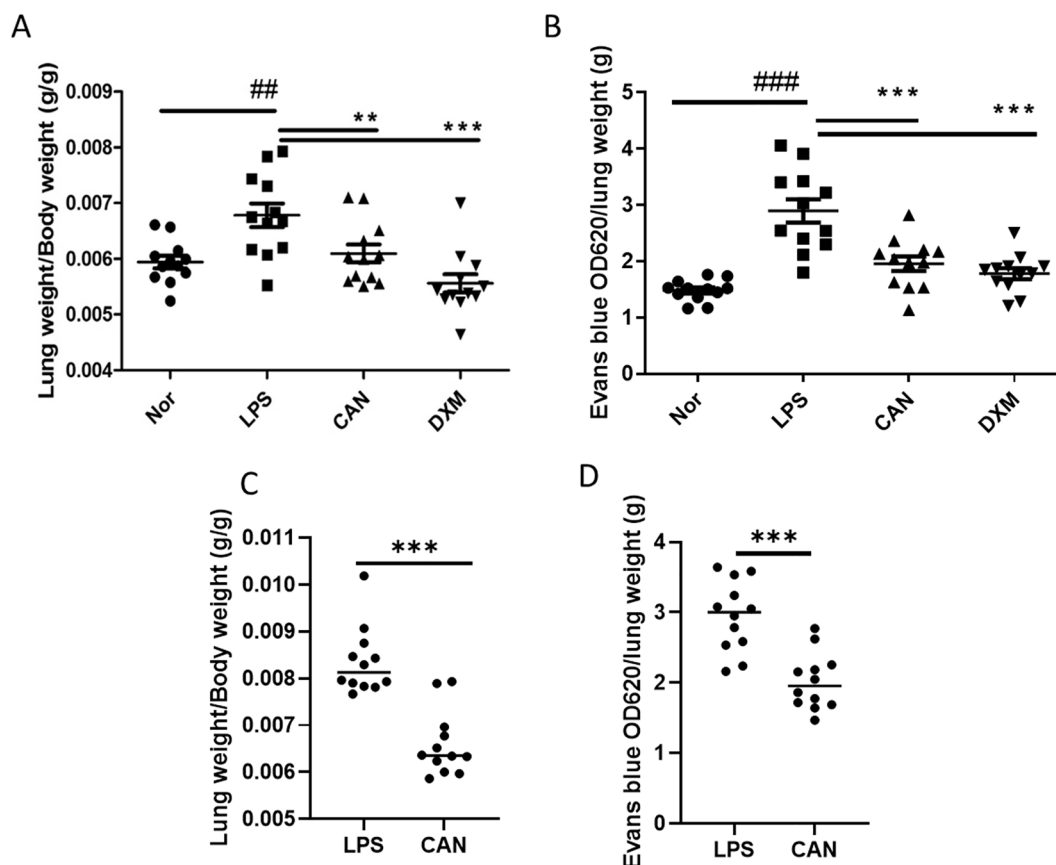 A
Lung weight/Body weight (g/g)
0.009
0.008
0.007
0.006
0.005
0.004
##
**
***
Nor
LPS
CAN
DXM
B
Evans blue OD620/lung weight (g)
5
4
3
2
1
0
###
***
***
Nor
LPS
CAN
DXM
C
Lung weight/Body weight (g/g)
0.011
0.010
0.009
0.008
0.007
0.006
0.005
***
LPS
CAN
D
Evans blue OD620/lung weight (g)
4
3
2
1
0
***
LPS
CAN